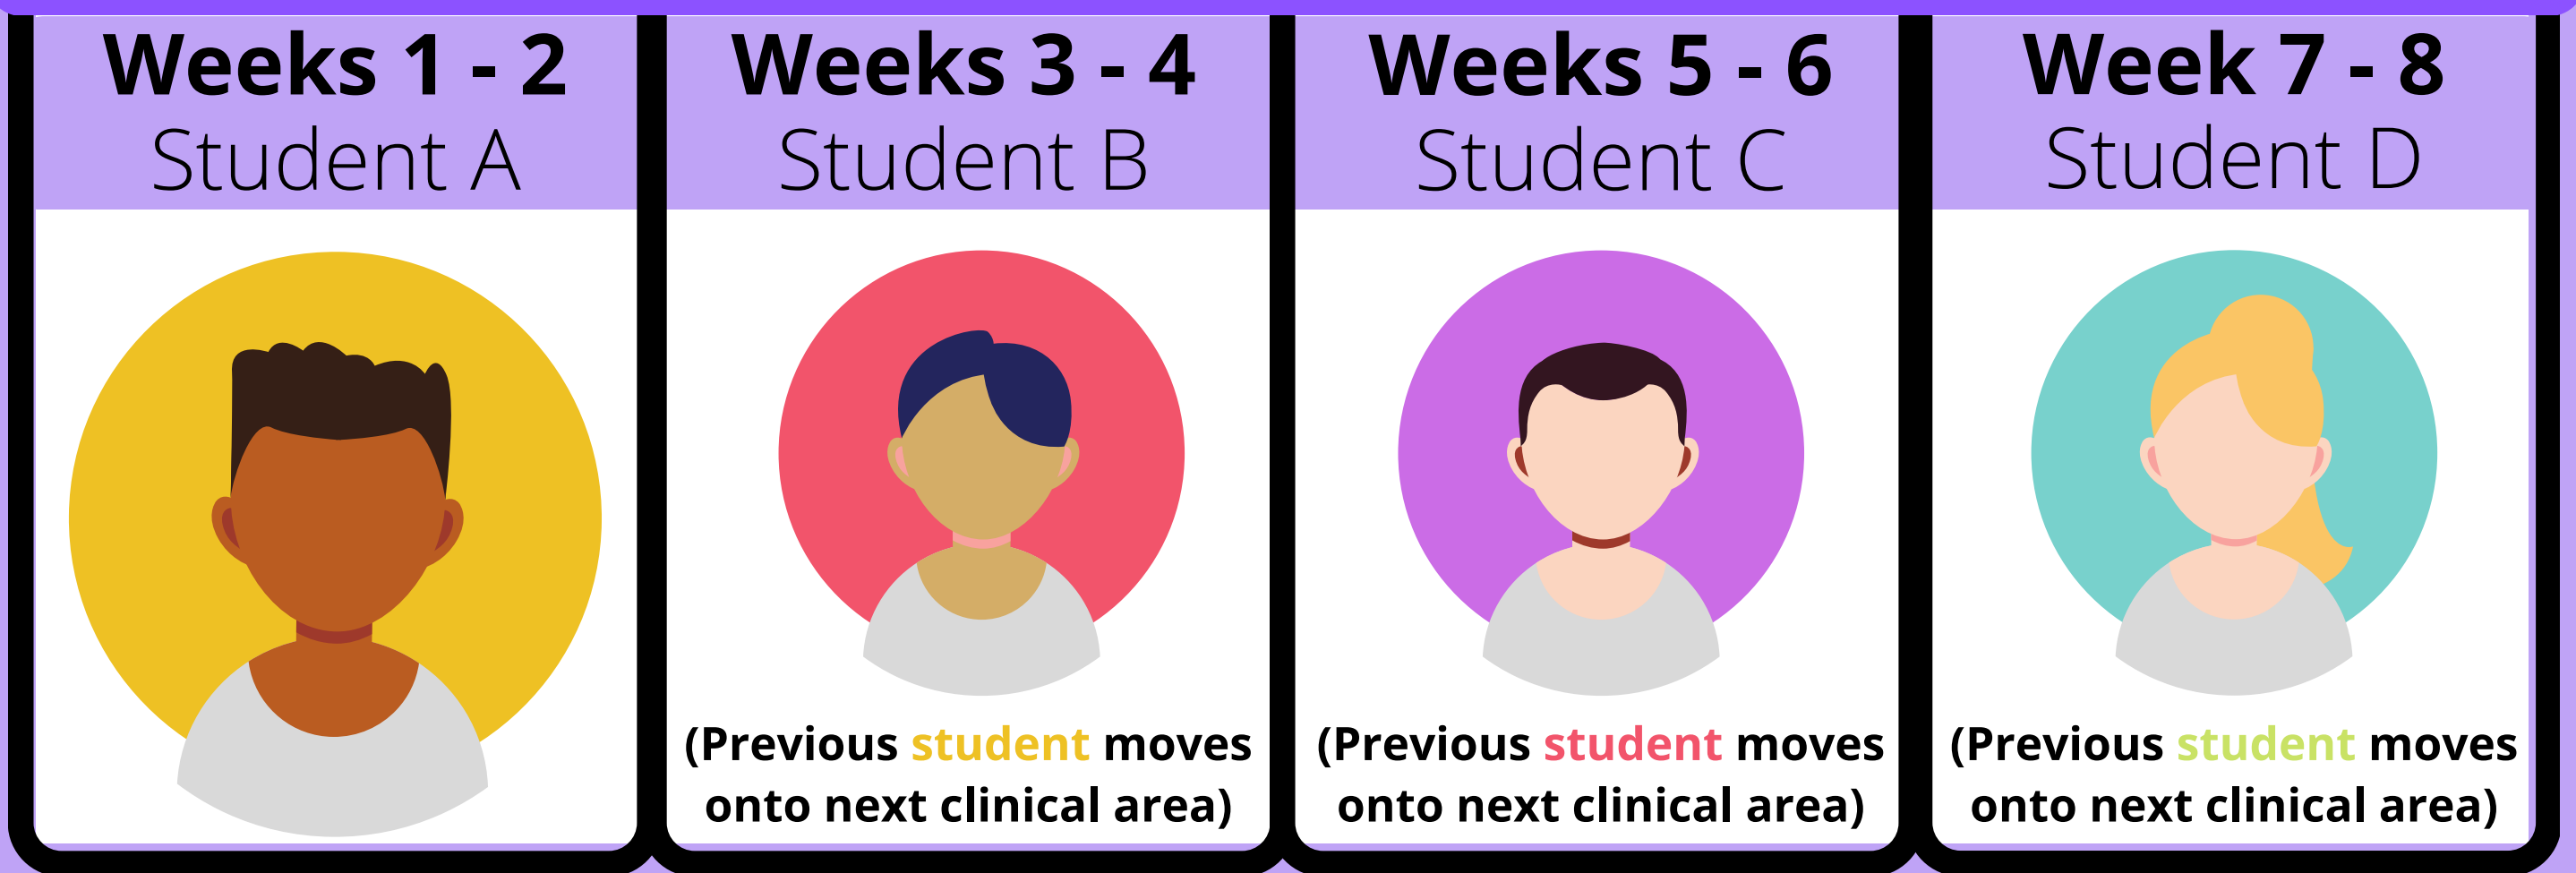 Weeks 1 - 2
Student A
Weeks 3 - 4
Student B
(Previous student moves
onto next clinical area)
Weeks 5 - 6
Student C
(Previous student moves
onto next clinical area)
Week 7 - 8
Student D
(Previous student moves
onto next clinical area)